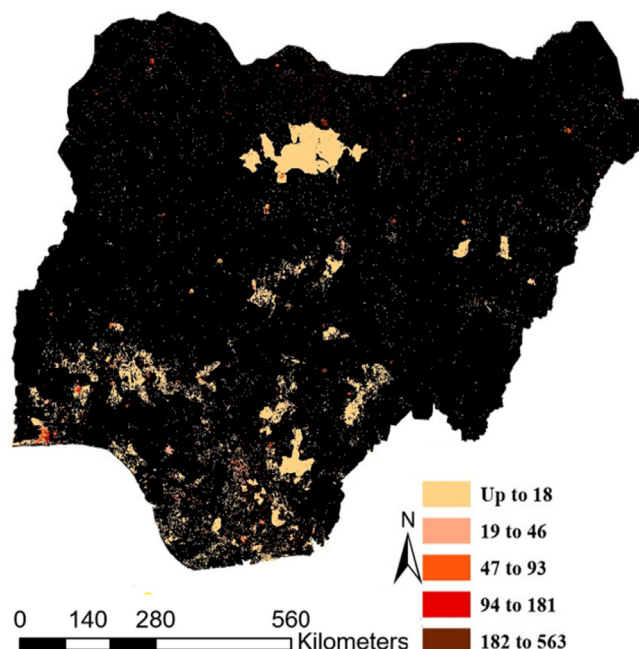 Up to 18
19 to 46
47 to 93
94 to 181
182 to 563
N
0 140 280 560
Kilometers